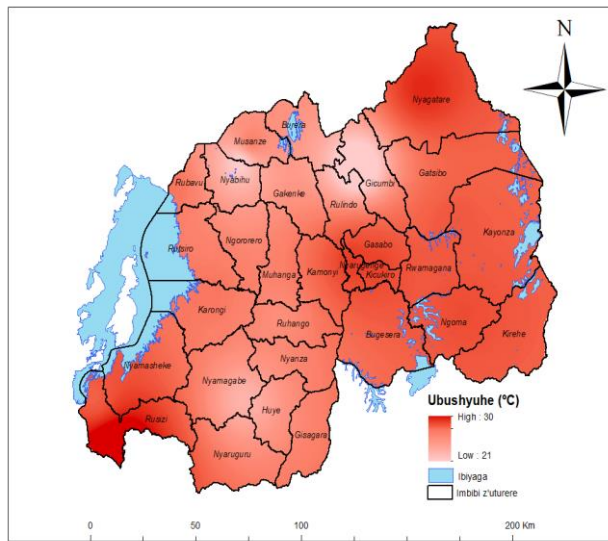 N
Nyagatare
Burera
Musanze
Gatsibo
Nyabihu
Rubavu
Gicumbi
Gakenke
Rulindo
Kayonza
Rutsiro
Ngororero
Gasabo
Nyarugenge
Muhanga
Kamonyi
Rwamagana
Kicukiro
Karongi
Ruhango
Bugesera
Ngoma
Kirehe
Nyanza
Nyamasheke
Nyamagabe
Huye
Rusizi
Gisagara
Nyaruguru
Ubushyuhe (ºC)
High : 30
Low : 21
Ibiyaga
Imbibi z'uturere
0 50 100 200 Km